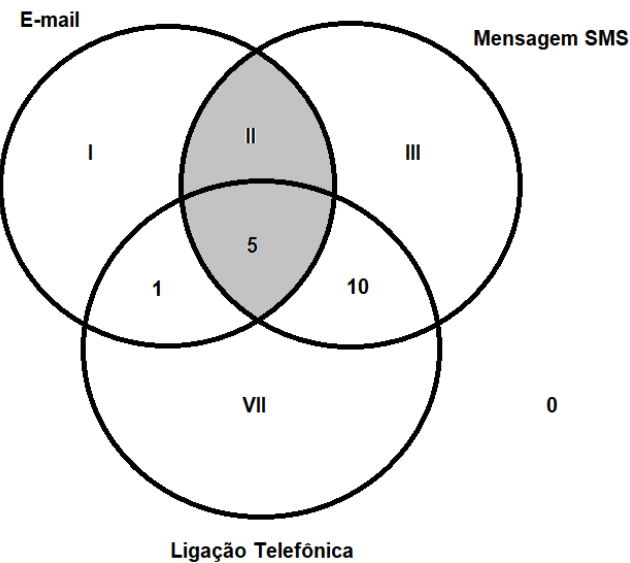 E-mail
Mensagem SMS
I
II
III
5
1
10
VII
0
Ligação Telefônica